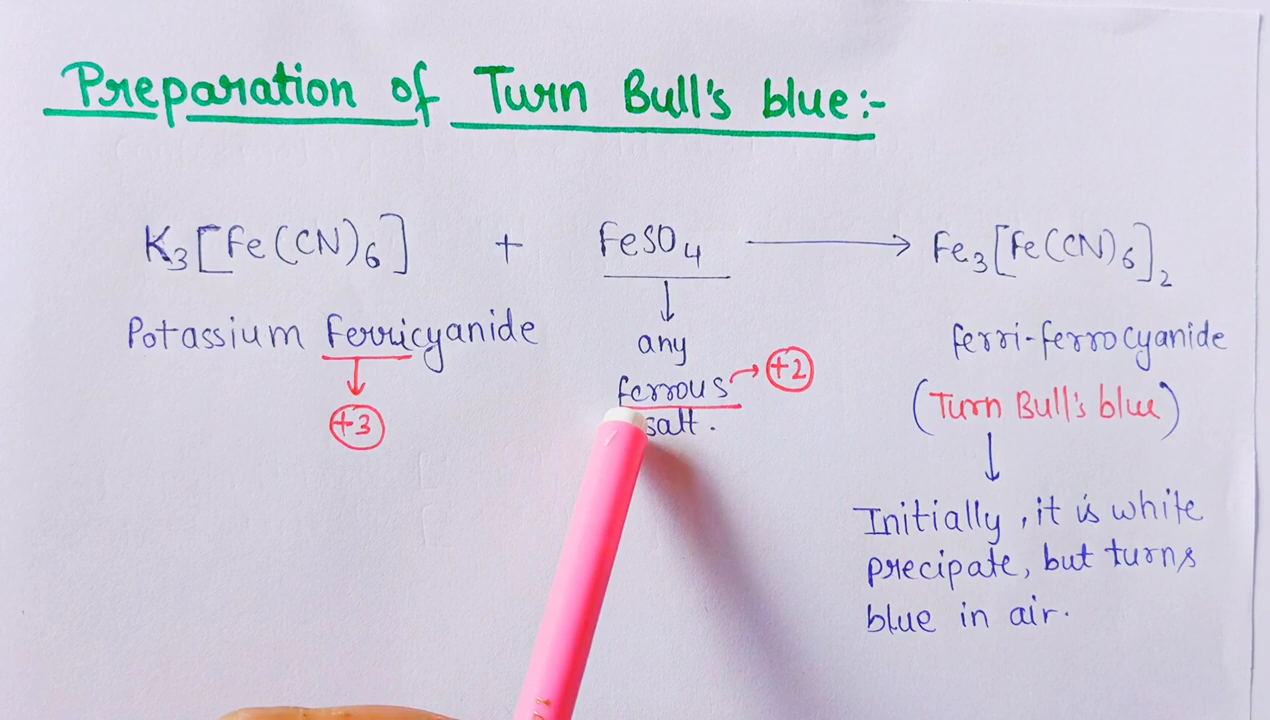 Preparation of Turn Bull's blue:-
K3[Fe(CN)6] + FeSO4 → Fe3[Fe(CN)6]2
Potassium Ferricyanide
+3
any
ferrous → +2
salt.
ferri-ferrocyanide
(Turn Bull's blue)
Initially, it is white
precipate, but turns
blue in air.